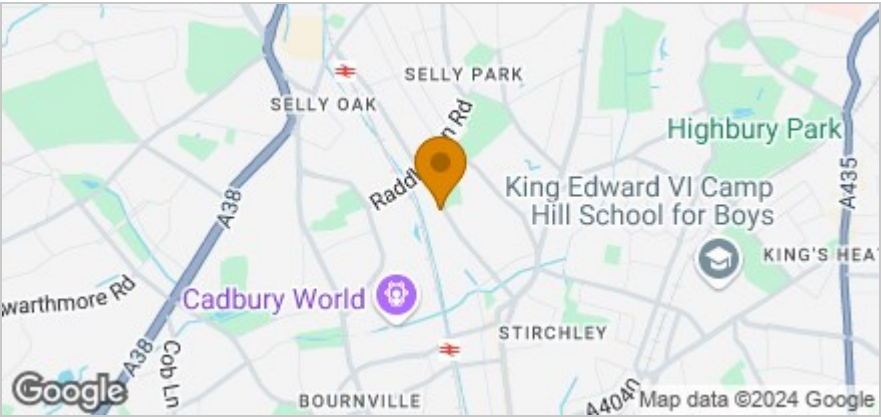 SELLY PARK
SELLY OAK
Highbury Park
A435
A38
King Edward VI Camp
Hill School for Boys
KING'S HEAT
warthmore Rd
Cadbury World
STIRCHLEY
A38
Cob Ln
BOURNVILLE
A4040
Google
Map data ©2024 Google